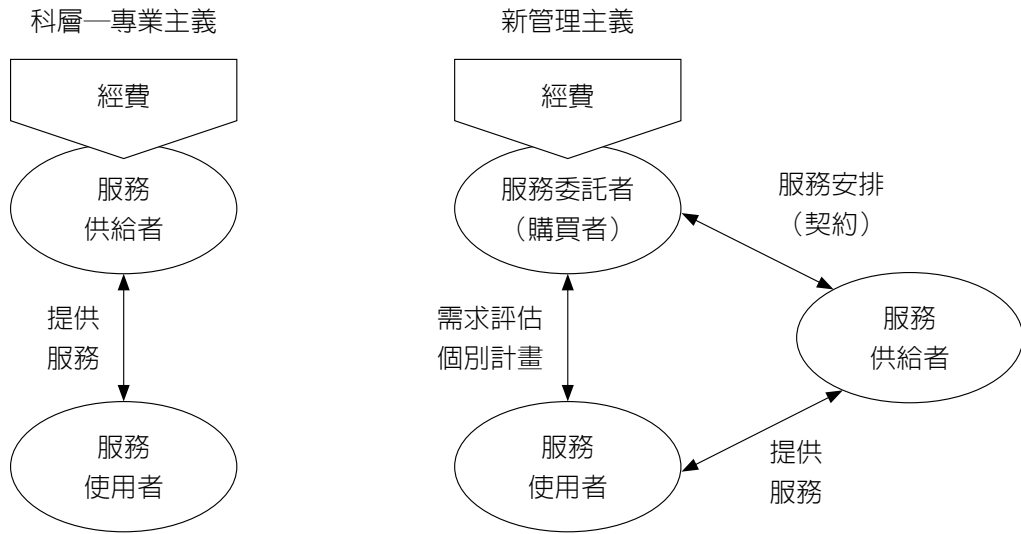 科層—專業主義
經費
服務
供給者
提供
服務
服務
使用者
新管理主義
經費
服務委託者
（購買者）
服務安排
（契約）
需求評估
個別計畫
服務
供給者
服務
使用者
提供
服務